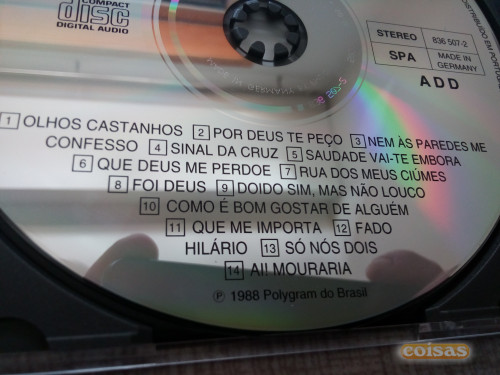 COMPACT
disc
DIGITAL AUDIO
DISTRIBUIDO EM PORT
STEREO
836 507-2
SPA
MADE IN
GERMANY
ADD
1 OLHOS CASTANHOS 2 POR DEUS TE PEÇO 3 NEM ÀS PAREDES ME
CONFESSO 4 SINAL DA CRUZ 5 SAUDADE VAI-TE EMBORA
6 QUE DEUS ME PERDOE 7 RUA DOS MEUS CIÚMES
8 FOI DEUS 9 DOIDO SIM, MAS NÃO LOUCO
10 COMO É BOM GOSTAR DE ALGUÉM
11 QUE ME IMPORTA 12 FADO
HILÁRIO 13 SÓ NÓS DOIS
14 AI! MOURARIA
℗ 1988 Polygram do Brasil
coisas